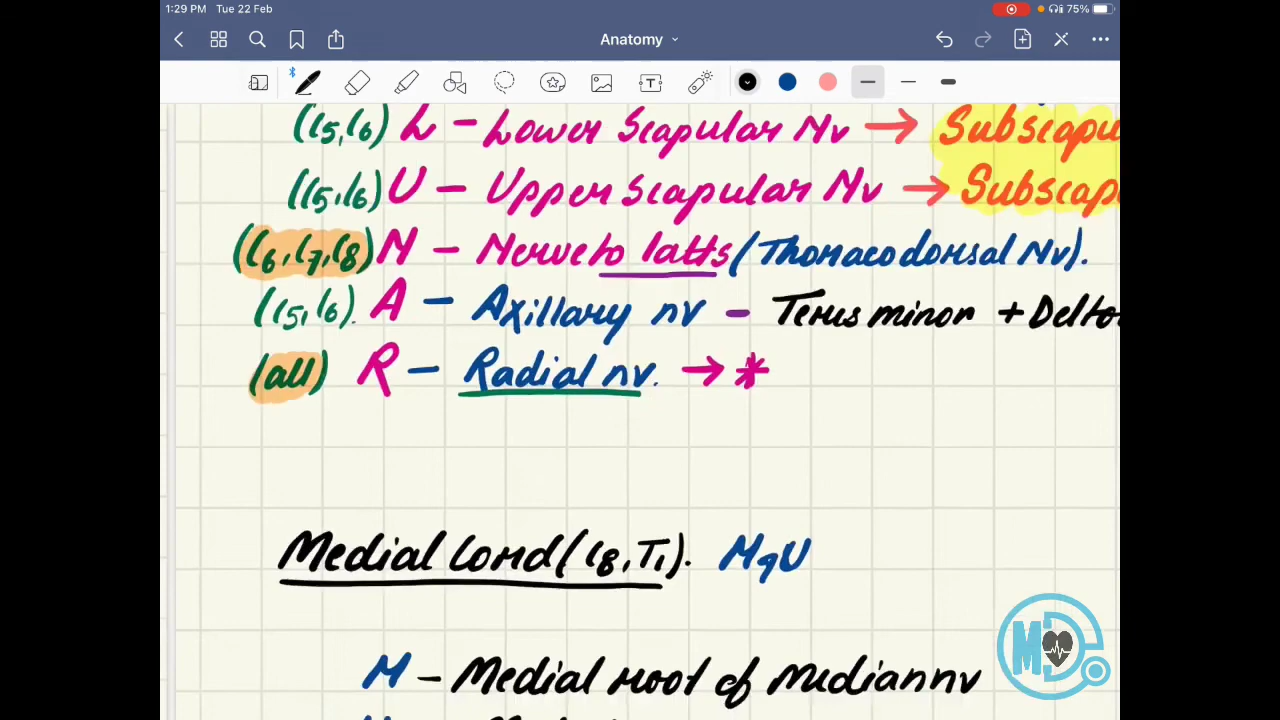 1:29 PM Tue 22 Feb 75%
Anatomy
(C5,C6) L - Lower Scapular Nv → Subscapu
(C5,C6) U - Upper Scapular Nv → Subscap
(C6,C7,C8) N - Nerve to latts (Thoracodorsal Nv).
(C5,C6). A - Axillary nv - Terus minor + Delto
(all) R - Radial nv. → *
Medial Cord (C8,T1). M4U
M - Medial root of median nv
MD